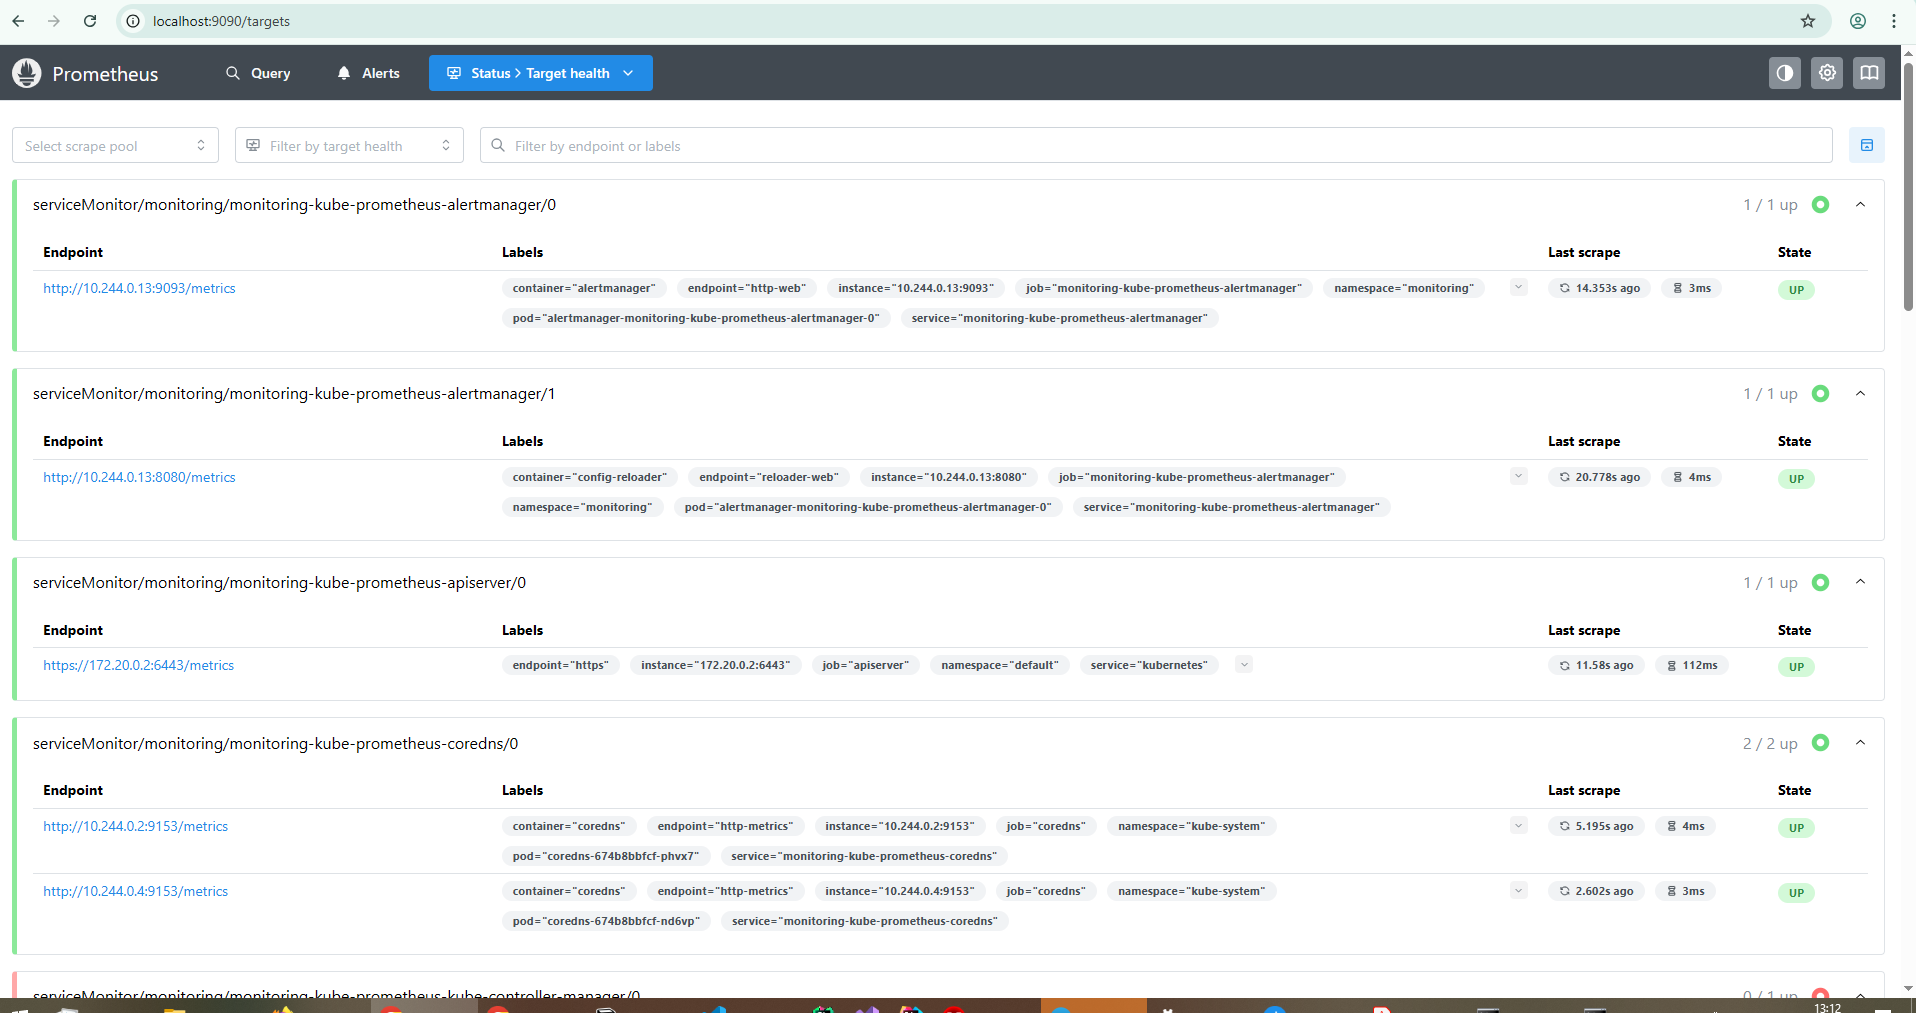 localhost:9090/targets
Prometheus Query Alerts Status > Target health
Select scrape pool Filter by target health Filter by endpoint or labels
serviceMonitor/monitoring/monitoring-kube-prometheus-alertmanager/0 1 / 1 up
Endpoint Labels Last scrape State
http://10.244.0.13:9093/metrics container="alertmanager" endpoint="http-web" instance="10.244.0.13:9093" job="monitoring-kube-prometheus-alertmanager" namespace="monitoring" 14.353s ago 3ms UP
pod="alertmanager-monitoring-kube-prometheus-alertmanager-0" service="monitoring-kube-prometheus-alertmanager"
serviceMonitor/monitoring/monitoring-kube-prometheus-alertmanager/1 1 / 1 up
Endpoint Labels Last scrape State
http://10.244.0.13:8080/metrics container="config-reloader" endpoint="reloader-web" instance="10.244.0.13:8080" job="monitoring-kube-prometheus-alertmanager" 20.778s ago 4ms UP
namespace="monitoring" pod="alertmanager-monitoring-kube-prometheus-alertmanager-0" service="monitoring-kube-prometheus-alertmanager"
serviceMonitor/monitoring/monitoring-kube-prometheus-apiserver/0 1 / 1 up
Endpoint Labels Last scrape State
https://172.20.0.2:6443/metrics endpoint="https" instance="172.20.0.2:6443" job="apiserver" namespace="default" service="kubernetes" 11.58s ago 112ms UP
serviceMonitor/monitoring/monitoring-kube-prometheus-coredns/0 2 / 2 up
Endpoint Labels Last scrape State
http://10.244.0.2:9153/metrics container="coredns" endpoint="http-metrics" instance="10.244.0.2:9153" job="coredns" namespace="kube-system" 5.195s ago 4ms UP
pod="coredns-674b8bbfcf-phvx7" service="monitoring-kube-prometheus-coredns"
http://10.244.0.4:9153/metrics container="coredns" endpoint="http-metrics" instance="10.244.0.4:9153" job="coredns" namespace="kube-system" 2.602s ago 3ms UP
pod="coredns-674b8bbfcf-nd6vp" service="monitoring-kube-prometheus-coredns"
serviceMonitor/monitoring/monitoring-kube-prometheus-kube-controller-manager/0 0 / 1 up
13:12